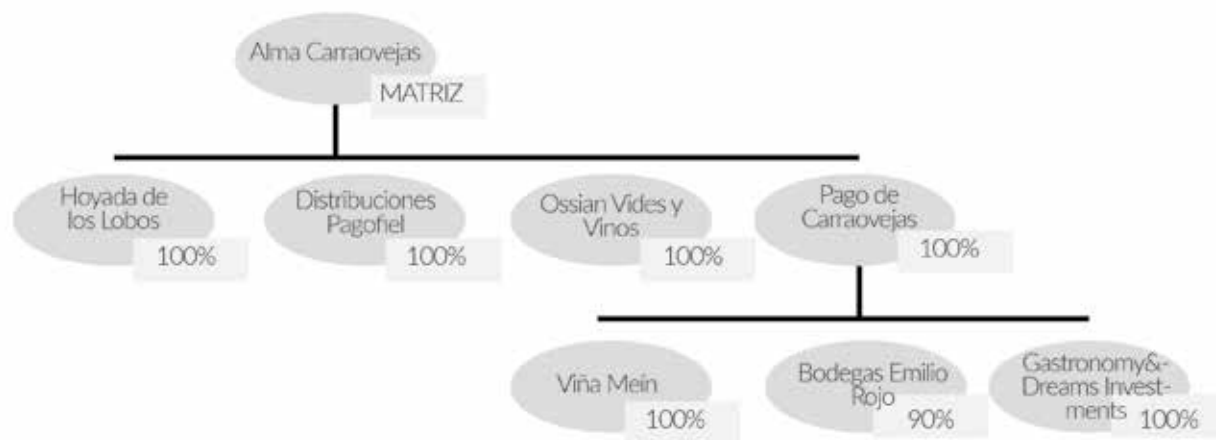 Alma Carraovejas
MATRIZ
Hoyada de
los Lobos
100%
Distribuciones
Pagofiel
100%
Ossian Vides y
Vinos
100%
Pago de
Carraovejas
100%
Viña Meín
100%
Bodegas Emilio
Rojo
90%
Gastronomy&-
Dreams Invest-
ments
100%